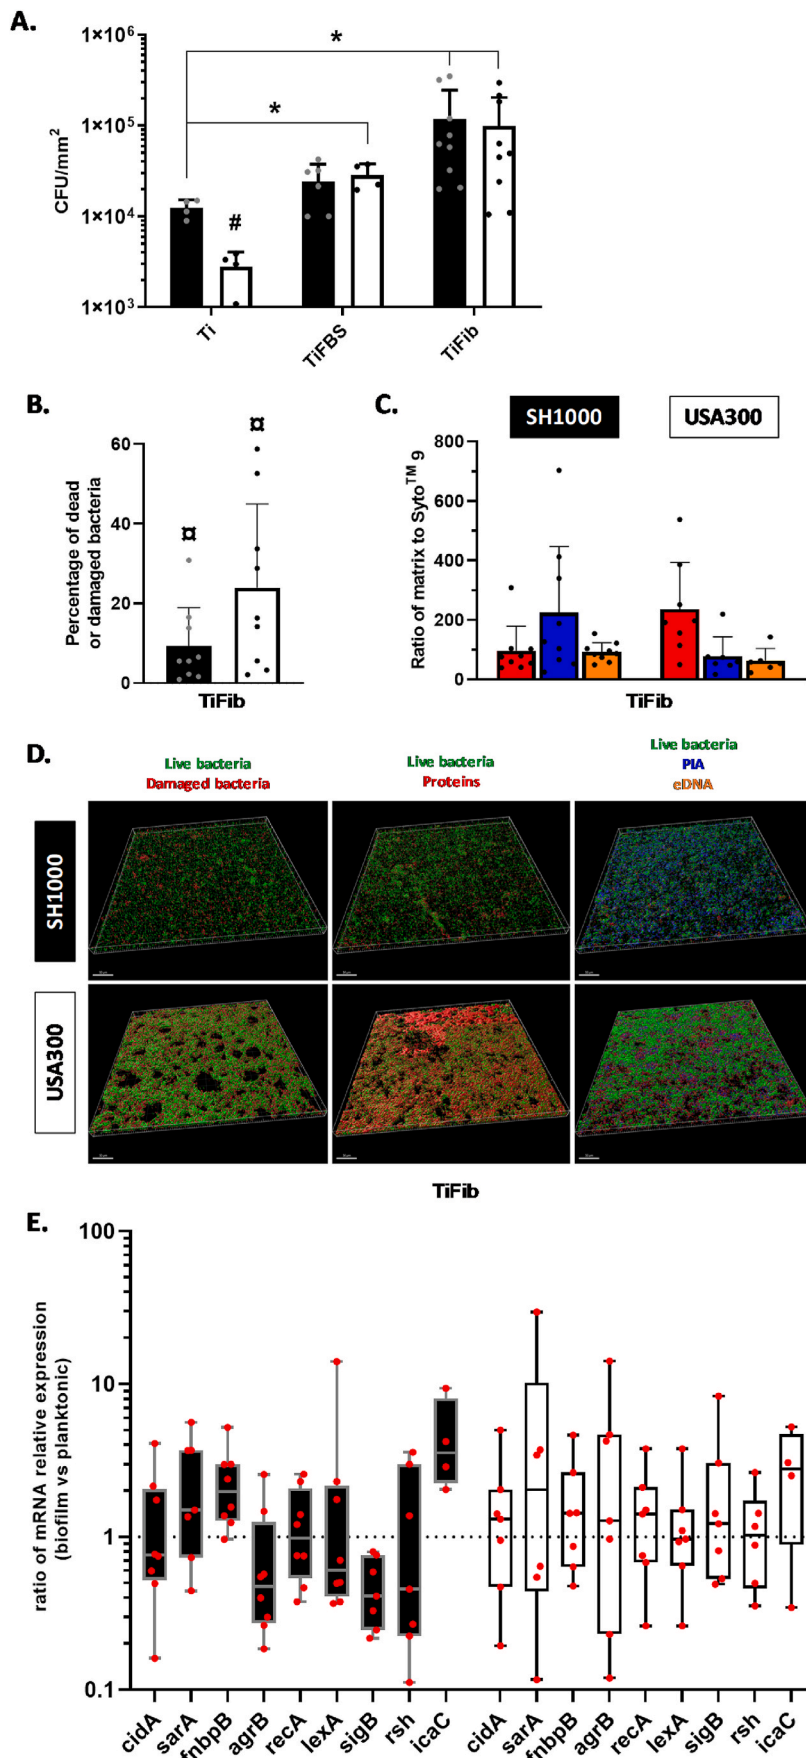 A.
1×10⁶
1×10⁵
1×10⁴
1×10³
CFU/mm²
*
*
#
Ti
TiFBS
TiFib
B.
Percentage of dead
or damaged bacteria
60
40
20
0
¤
¤
TiFib
C.
SH1000
USA300
Ratio of matrix to Syto™ 9
800
600
400
200
0
TiFib
D.
Live bacteria
Damaged bacteria
Live bacteria
Proteins
Live bacteria
PIA
eDNA
SH1000
USA300
TiFib
E.
ratio of mRNA relative expression
(biofilm vs planktonic)
100
10
1
0.1
cidA
sarA
fnbpB
agrB
recA
lexA
sigB
rsh
icaC
cidA
sarA
fnbpB
agrB
recA
lexA
sigB
rsh
icaC